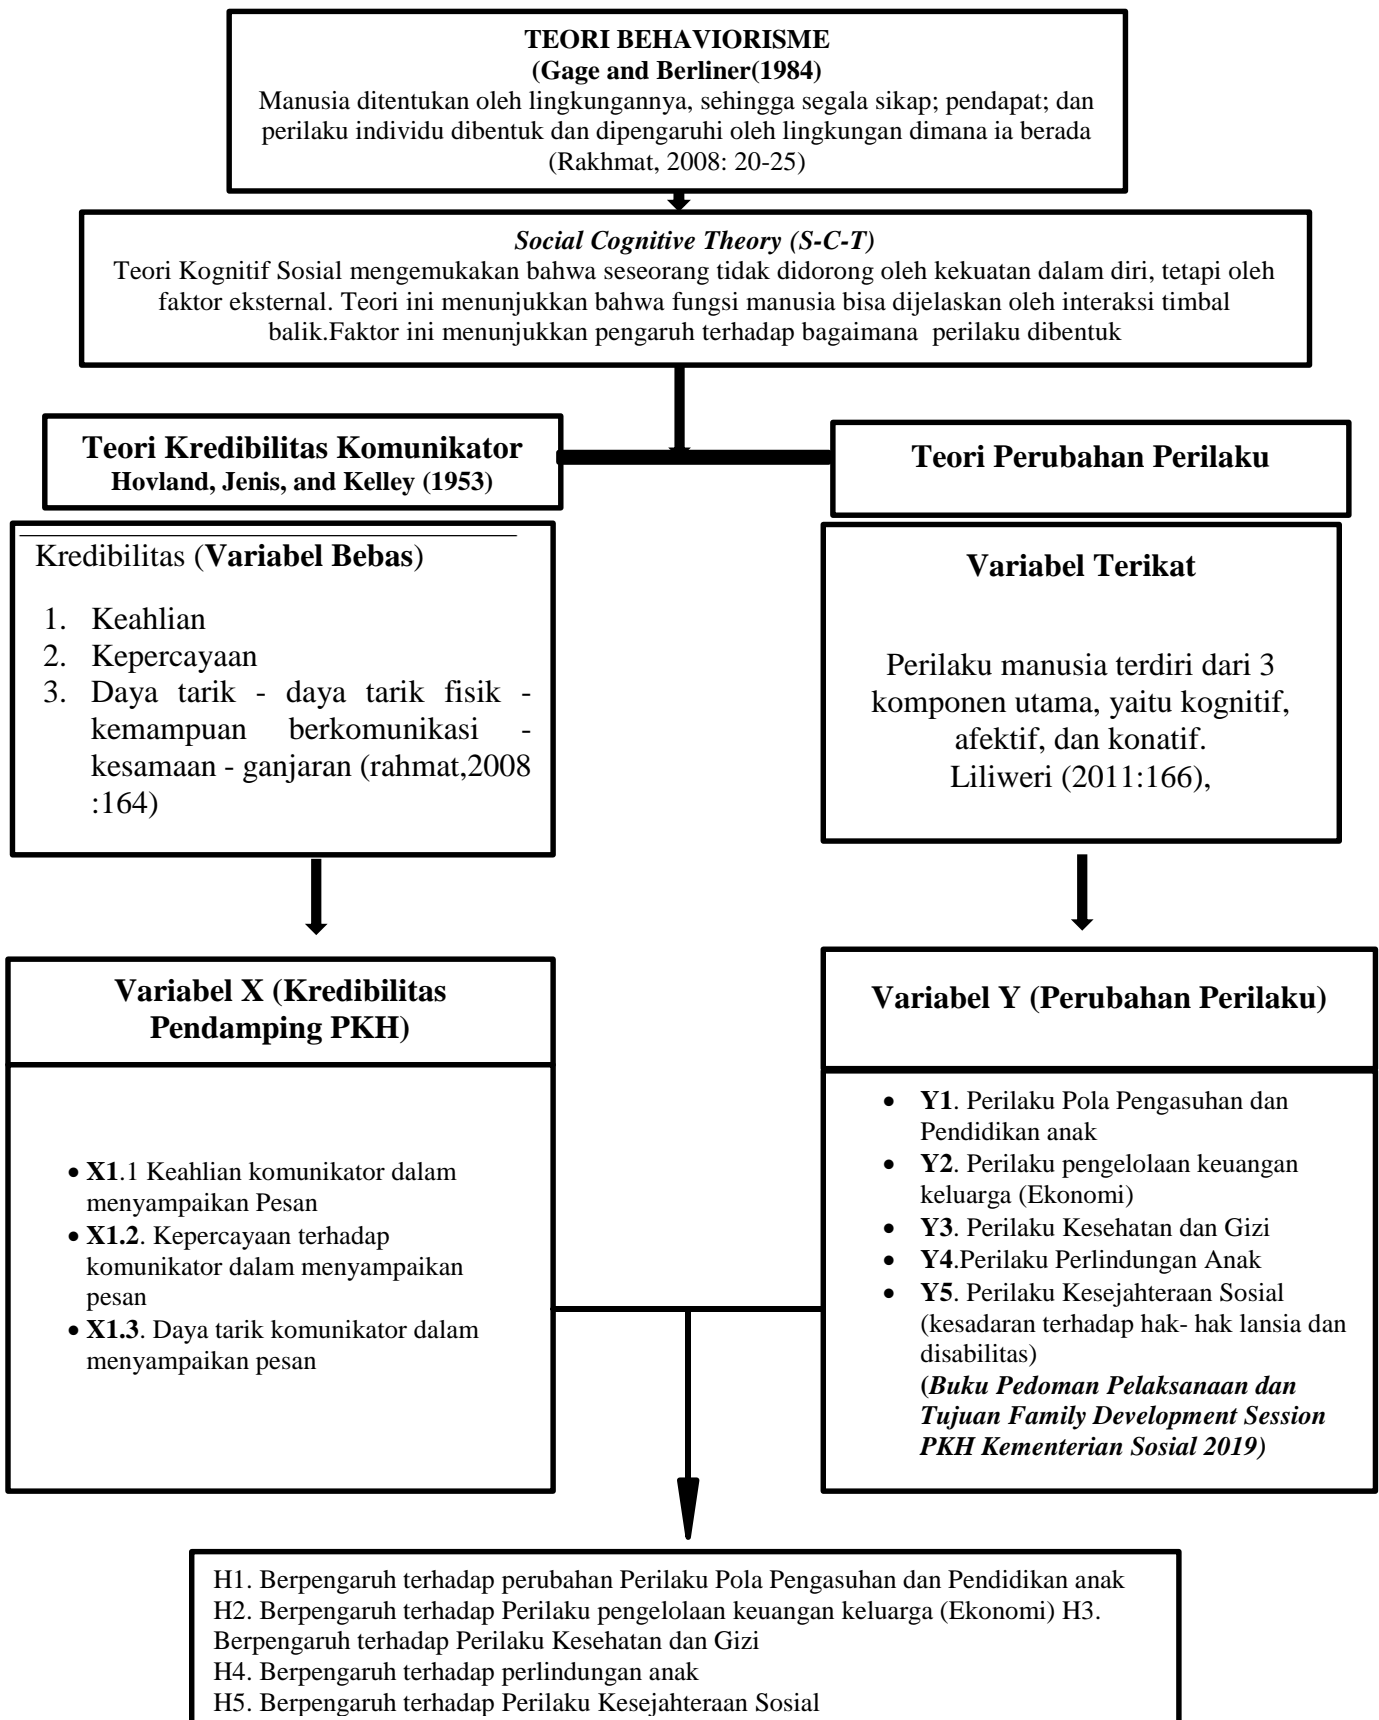 TEORI BEHAVIORISME
(Gage and Berliner(1984)
Manusia ditentukan oleh lingkungannya, sehingga segala sikap; pendapat; dan
perilaku individu dibentuk dan dipengaruhi oleh lingkungan dimana ia berada
(Rakhmat, 2008: 20-25)
Social Cognitive Theory (S-C-T)
Teori Kognitif Sosial mengemukakan bahwa seseorang tidak didorong oleh kekuatan dalam diri, tetapi oleh
faktor eksternal. Teori ini menunjukkan bahwa fungsi manusia bisa dijelaskan oleh interaksi timbal
balik.Faktor ini menunjukkan pengaruh terhadap bagaimana  perilaku dibentuk
Teori Kredibilitas Komunikator
Hovland, Jenis, and Kelley (1953)
Teori Perubahan Perilaku
Kredibilitas (Variabel Bebas)
1. Keahlian
2. Kepercayaan
3. Daya tarik - daya tarik fisik -
kemampuan berkomunikasi -
kesamaan - ganjaran (rahmat,2008
:164)
Variabel Terikat
Perilaku manusia terdiri dari 3
komponen utama, yaitu kognitif,
afektif, dan konatif.
Liliweri (2011:166),
Variabel X (Kredibilitas
Pendamping PKH)
• X1.1 Keahlian komunikator dalam
menyampaikan Pesan
• X1.2. Kepercayaan terhadap
komunikator dalam menyampaikan
pesan
• X1.3. Daya tarik komunikator dalam
menyampaikan pesan
Variabel Y (Perubahan Perilaku)
• Y1. Perilaku Pola Pengasuhan dan
Pendidikan anak
• Y2. Perilaku pengelolaan keuangan
keluarga (Ekonomi)
• Y3. Perilaku Kesehatan dan Gizi
• Y4.Perilaku Perlindungan Anak
• Y5. Perilaku Kesejahteraan Sosial
(kesadaran terhadap hak- hak lansia dan
disabilitas)
(Buku Pedoman Pelaksanaan dan
Tujuan Family Development Session
PKH Kementerian Sosial 2019)
H1. Berpengaruh terhadap perubahan Perilaku Pola Pengasuhan dan Pendidikan anak
H2. Berpengaruh terhadap Perilaku pengelolaan keuangan keluarga (Ekonomi) H3.
Berpengaruh terhadap Perilaku Kesehatan dan Gizi
H4. Berpengaruh terhadap perlindungan anak
H5. Berpengaruh terhadap Perilaku Kesejahteraan Sosial